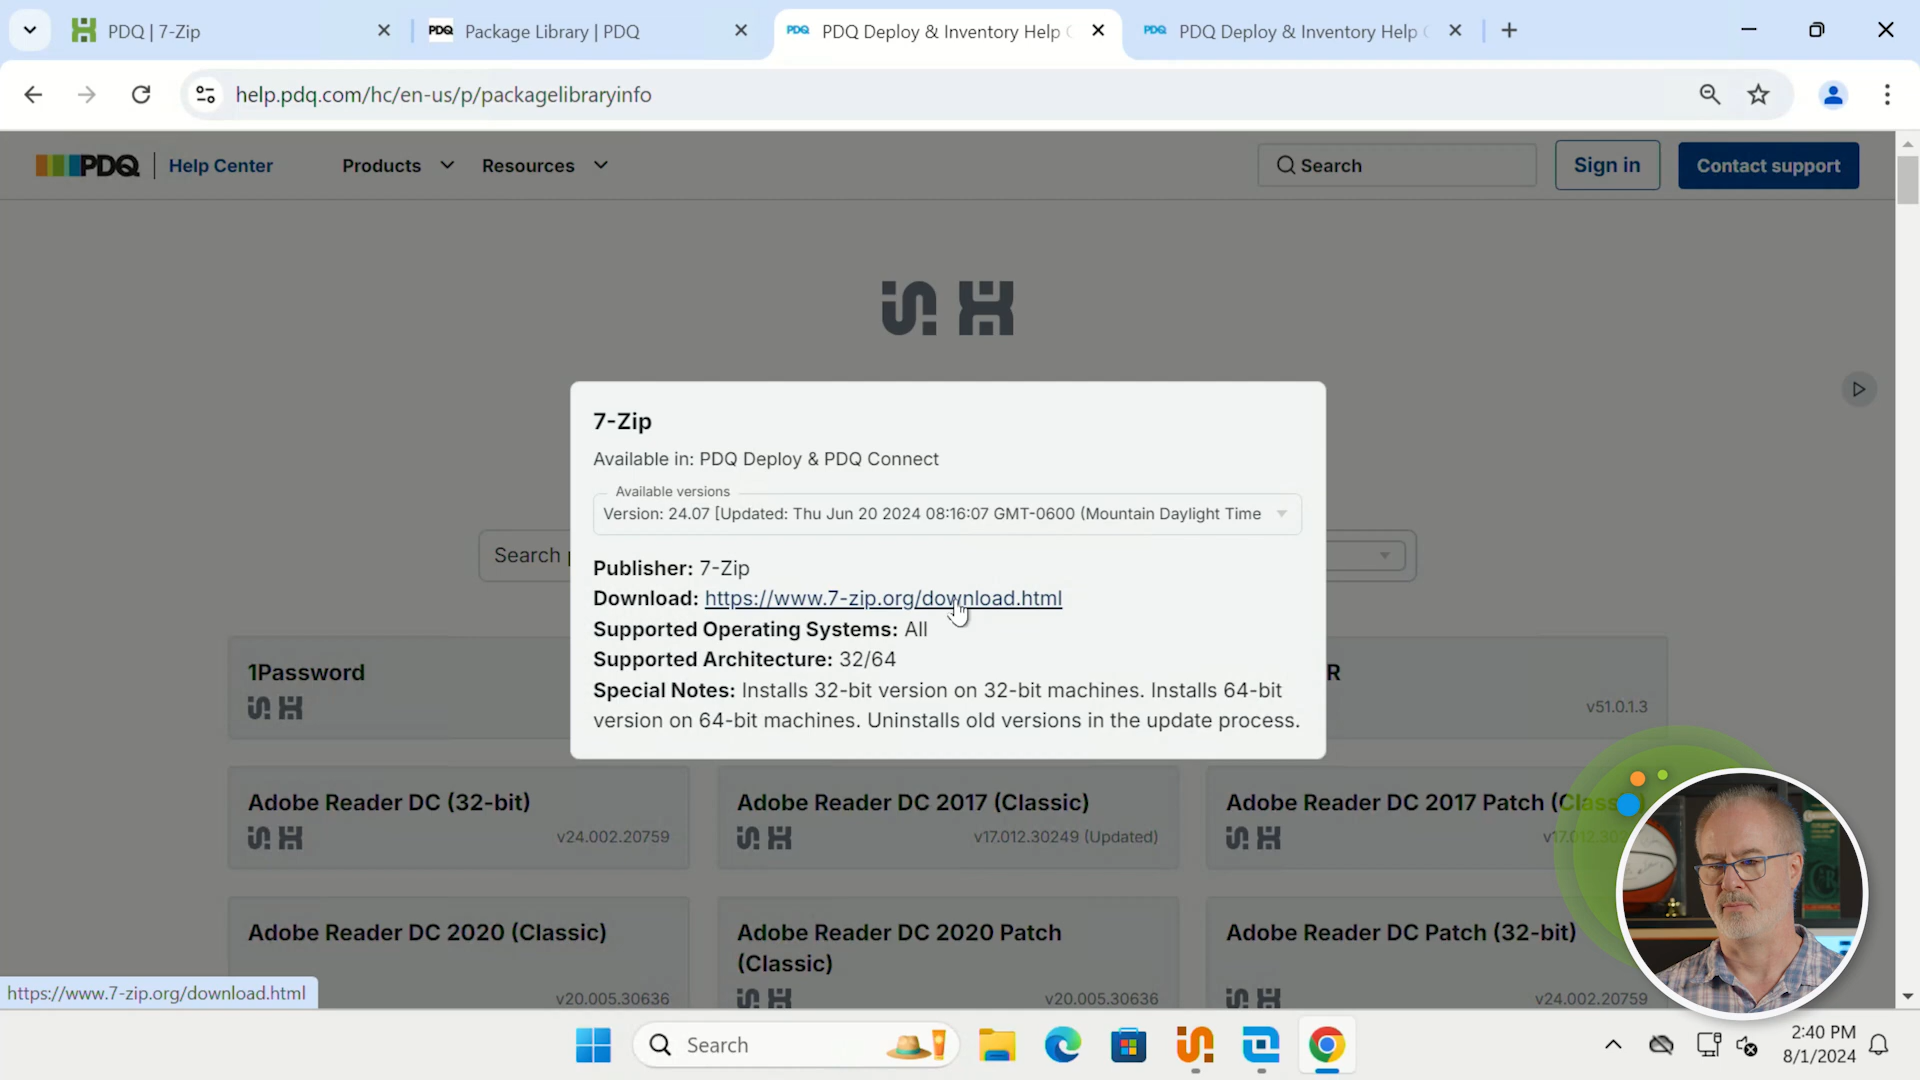 PDQ | 7-Zip
PDQ
Package Library | PDQ
PDQ
PDQ Deploy & Inventory Help
PDQ
PDQ Deploy & Inventory Help
help.pdq.com/hc/en-us/p/packagelibraryinfo
PDQ
Help Center
Products
Resources
Search
Sign in
Contact support
7-Zip
Available in: PDQ Deploy & PDQ Connect
Available versions
Version: 24.07 [Updated: Thu Jun 20 2024 08:16:07 GMT-0600 (Mountain Daylight Time
Search
Publisher: 7-Zip
Download: https://www.7-zip.org/download.html
Supported Operating Systems: All
Supported Architecture: 32/64
Special Notes: Installs 32-bit version on 32-bit machines. Installs 64-bit
version on 64-bit machines. Uninstalls old versions in the update process.
1Password
R
v51.0.1.3
Adobe Reader DC (32-bit)
v24.002.20759
Adobe Reader DC 2017 (Classic)
v17.012.30249 (Updated)
Adobe Reader DC 2017 Patch (Classic)
Adobe Reader DC 2020 (Classic)
v20.005.30636
Adobe Reader DC 2020 Patch
(Classic)
v20.005.30636
Adobe Reader DC Patch (32-bit)
v24.002.20759
https://www.7-zip.org/download.html
Search
2:40 PM
8/1/2024